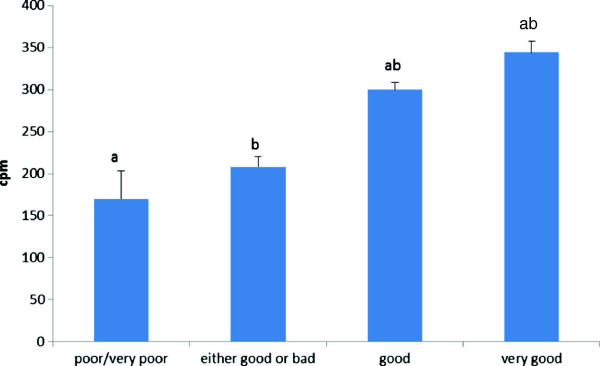 400
350
300
250
200
150
100
50
0
cpm
a
b
ab
ab
poor/very poor
either good or bad
good
very good